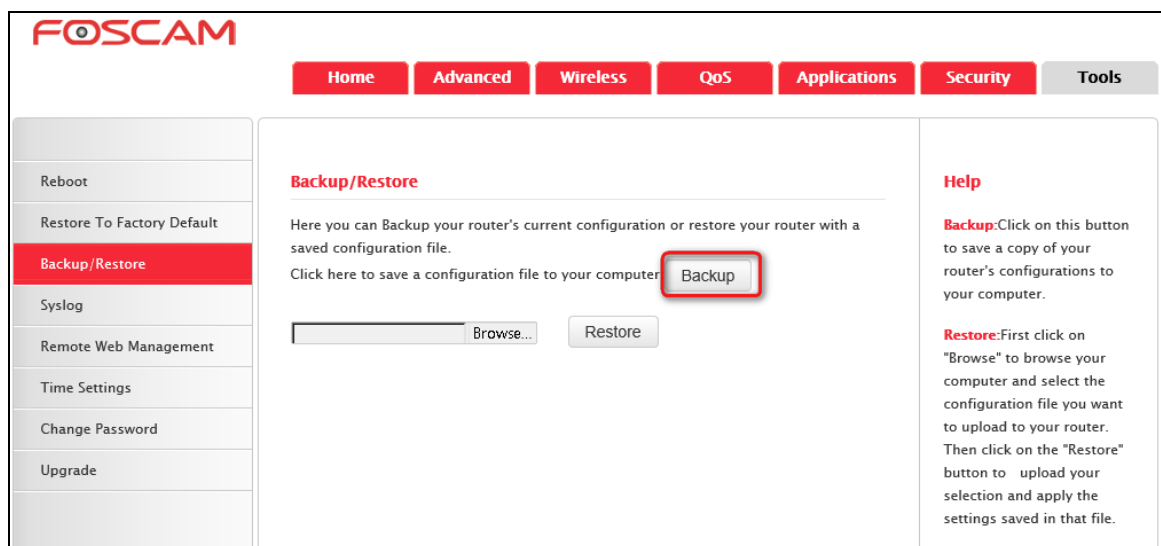 FOSCAM
Home Advanced Wireless QoS Applications Security Tools
Reboot
Restore To Factory Default
Backup/Restore
Syslog
Remote Web Management
Time Settings
Change Password
Upgrade
Backup/Restore
Here you can Backup your router's current configuration or restore your router with a
saved configuration file.
Click here to save a configuration file to your computer Backup
Browse... Restore
Help
Backup:Click on this button
to save a copy of your
router's configurations to
your computer.
Restore:First click on
"Browse" to browse your
computer and select the
configuration file you want
to upload to your router.
Then click on the "Restore"
button to upload your
selection and apply the
settings saved in that file.